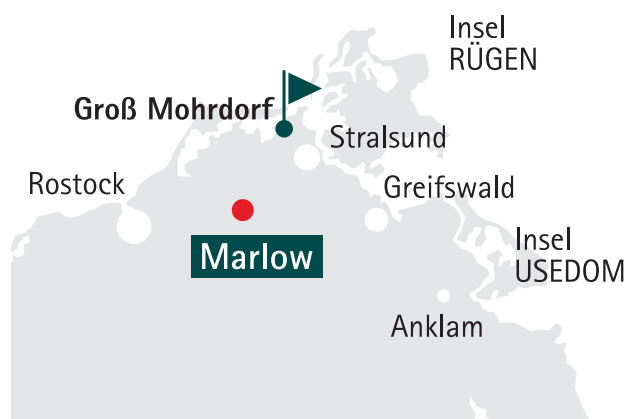 Insel
RÜGEN
Groß Mohrdorf
Stralsund
Rostock
Greifswald
Marlow
Insel
USEDOM
Anklam